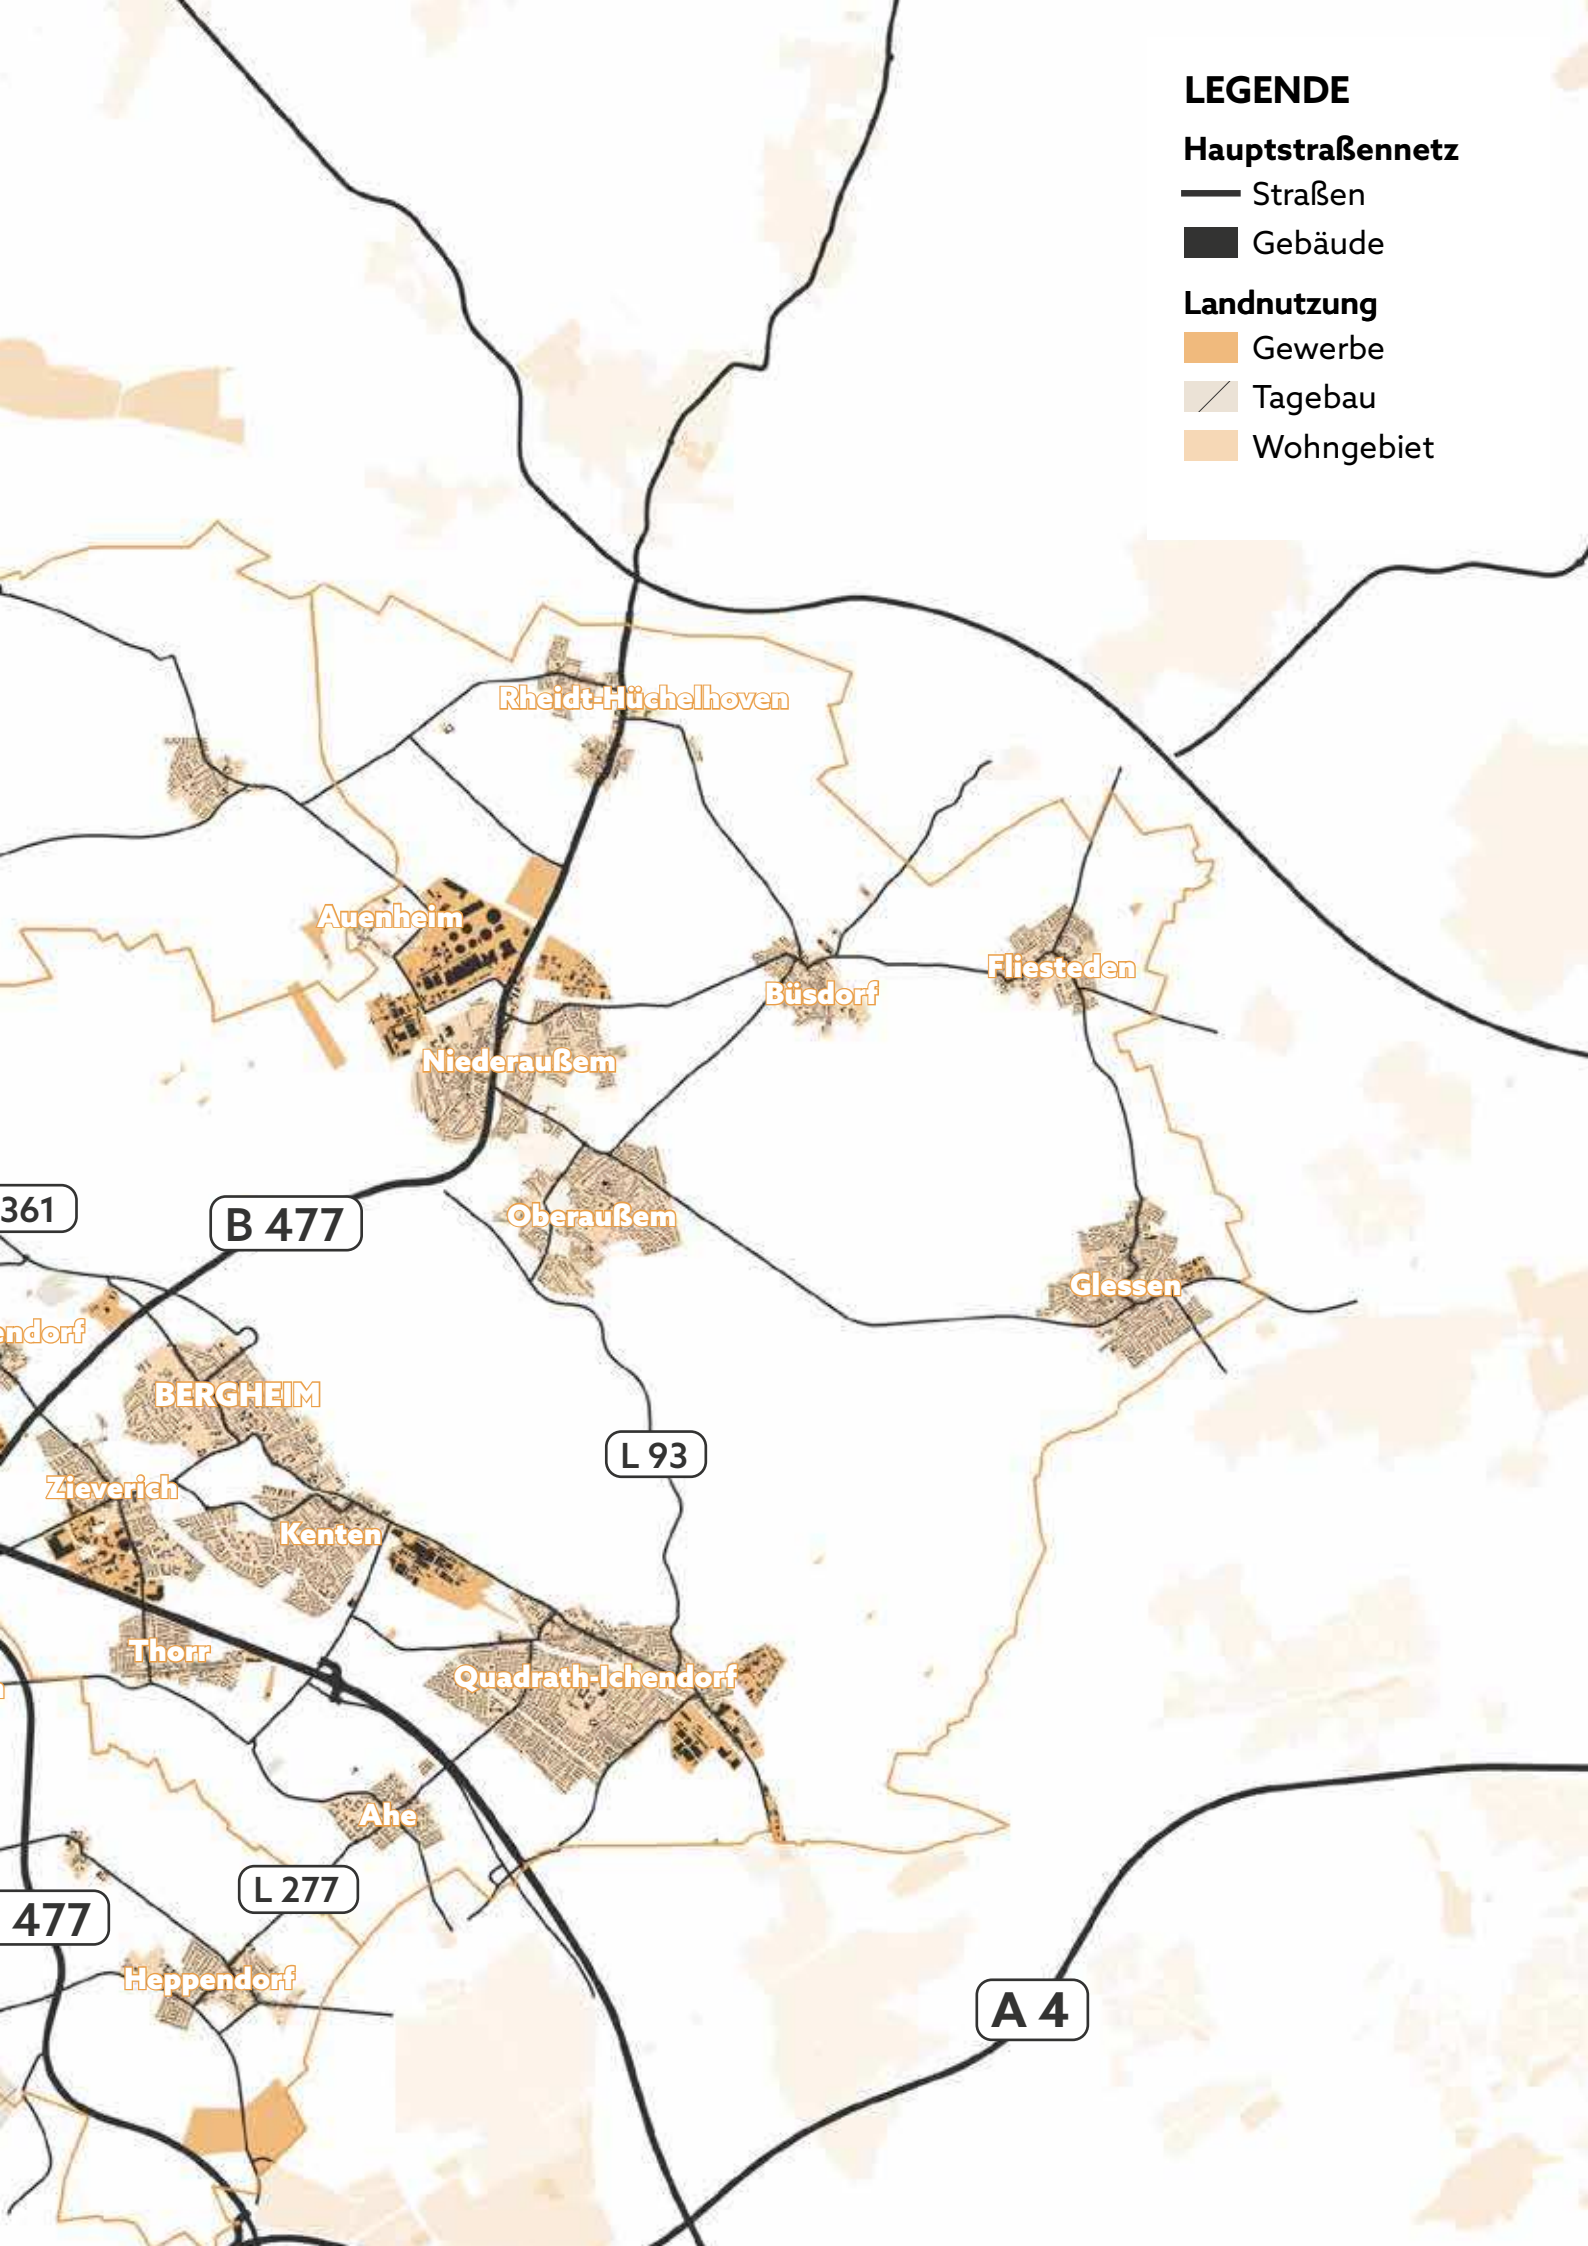 LEGENDE
Hauptstraßennetz
Straßen
Gebäude
Landnutzung
Gewerbe
Tagebau
Wohngebiet
Rheidt-Hüchelhoven
Auenheim
Fliesteden
Büsdorf
Niederaußem
361
B 477
Oberaußem
Glessen
endorf
BERGHEIM
L 93
Zieverich
Kenten
Thorr
Quadrath-Ichendorf
Ahe
L 277
477
Heppendorf
A 4